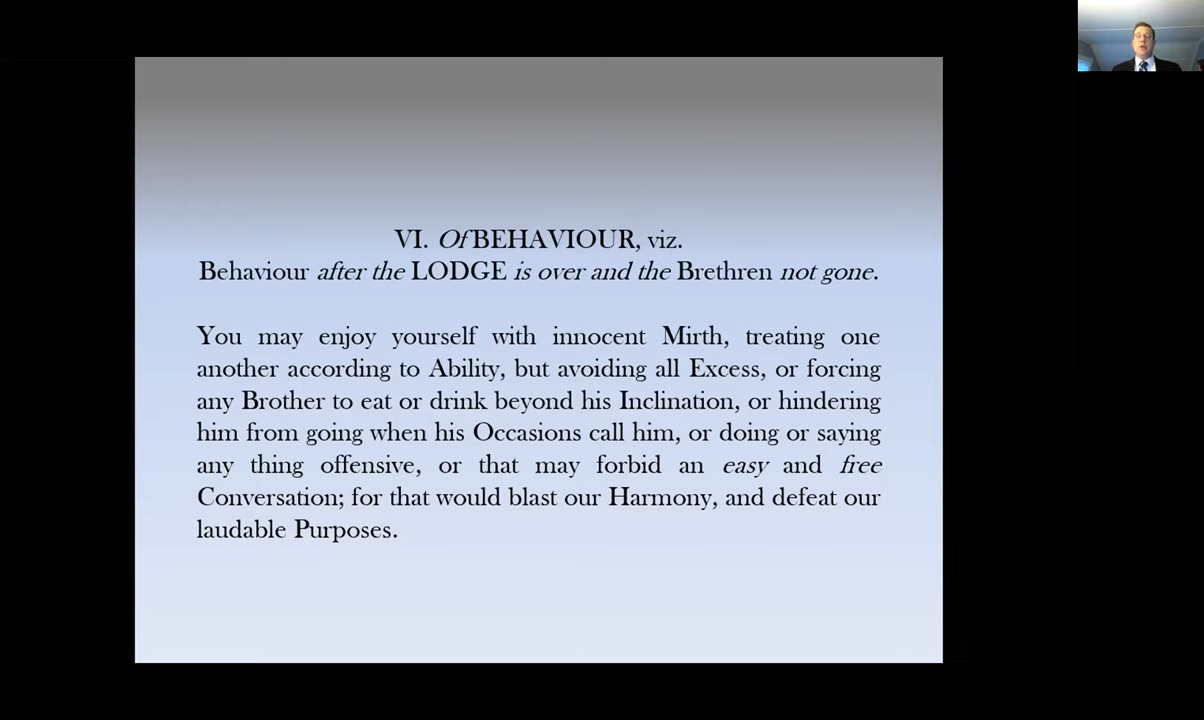 VI. Of BEHAVIOUR, viz.
Behaviour after the LODGE is over and the Brethren not gone.
You may enjoy yourself with innocent Mirth, treating one
another according to Ability, but avoiding all Excess, or forcing
any Brother to eat or drink beyond his Inclination, or hindering
him from going when his Occasions call him, or doing or saying
any thing offensive, or that may forbid an easy and free
Conversation; for that would blast our Harmony, and defeat our
laudable Purposes.